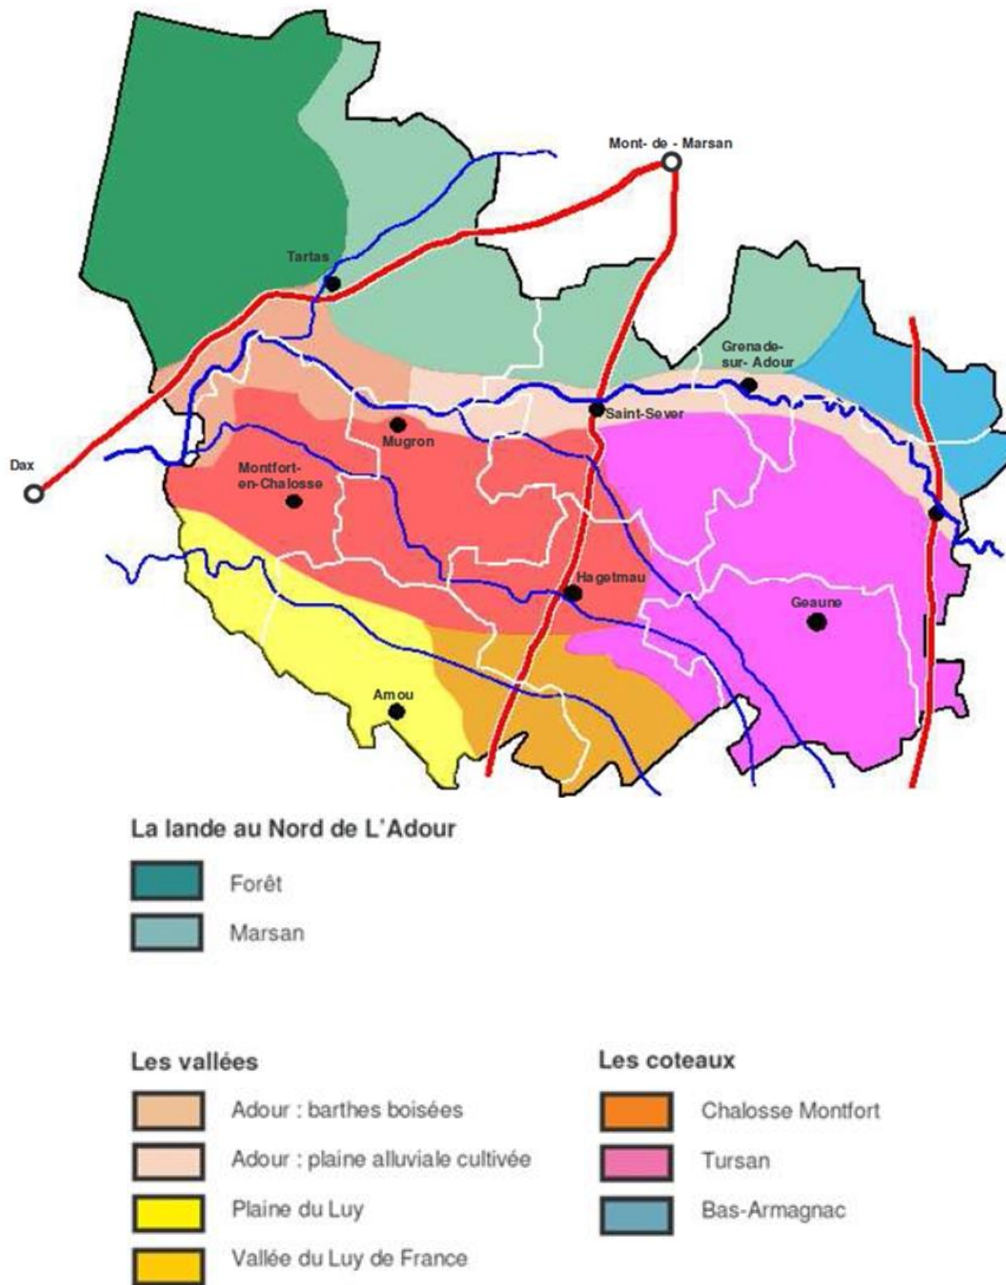 Mont- de - Marsan
Tartas
Grenade-
sur- Adour
Saint-Sever
Mugron
Dax
Montfort-
en-Chalosse
Hagetmau
Geaune
Amou
La lande au Nord de L'Adour
Forêt
Marsan
Les vallées
Adour : barthes boisées
Adour : plaine alluviale cultivée
Plaine du Luy
Vallée du Luy de France
Les coteaux
Chalosse Montfort
Tursan
Bas-Armagnac